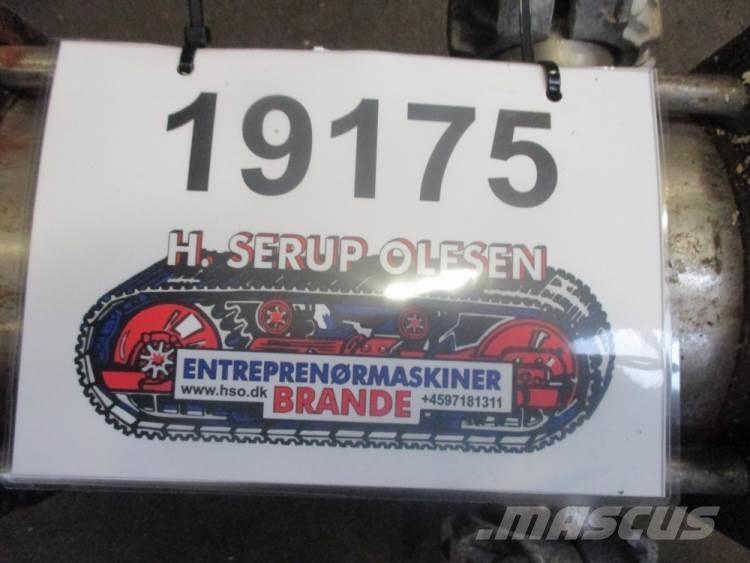 19175
H. SERUP OLESEN
ENTREPRENØRMASKINER
www.hso.dk BRANDE +4597181311
MASCUS